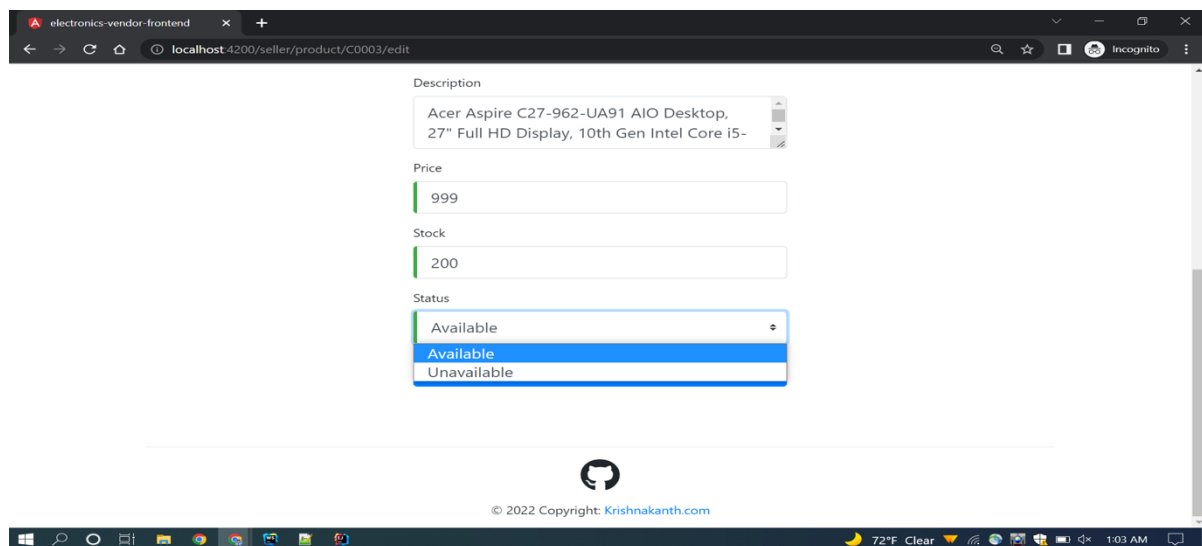 electronics-vendor-frontend
localhost:4200/seller/product/C0003/edit
Incognito
Description
Acer Aspire C27-962-UA91 AIO Desktop,
27" Full HD Display, 10th Gen Intel Core i5-
Price
999
Stock
200
Status
Available
Available
Unavailable
© 2022 Copyright: Krishnakanth.com
72°F Clear
1:03 AM